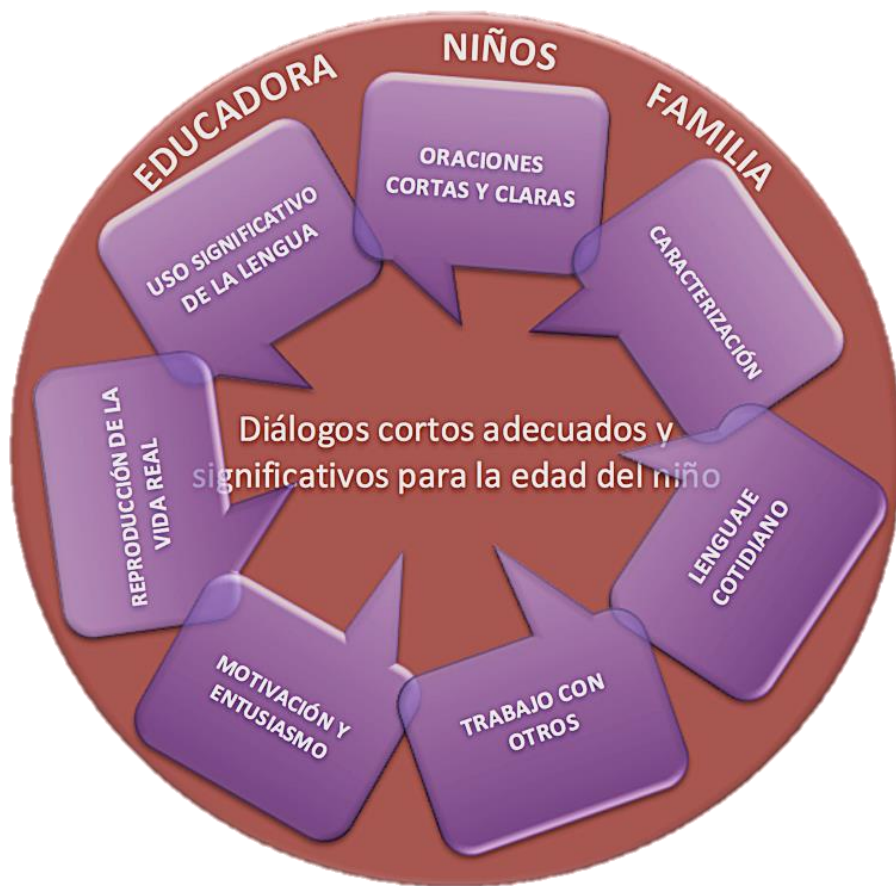 EDUCADORA
NIÑOS
FAMILIA
ORACIONES
CORTAS Y CLARAS
CARACTERIZACIÓN
LENGUAJE
COTIDIANO
TRABAJO CON
OTROS
MOTIVACIÓN Y
ENTUSIASMO
REPRODUCCIÓN DE LA
VIDA REAL
USO SIGNIFICATIVO
DE LA LENGUA
Diálogos cortos adecuados y
significativos para la edad del niño